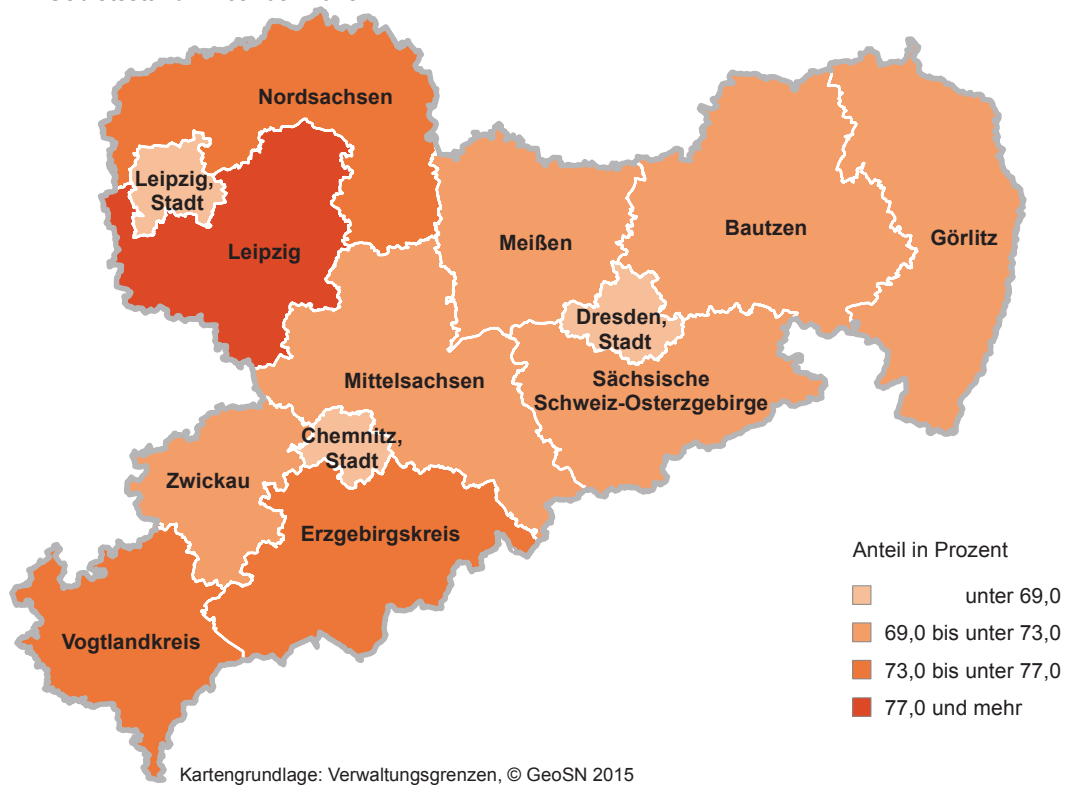 Nordsachsen
Leipzig,
Stadt
Leipzig
Meißen
Bautzen
Görlitz
Dresden,
Stadt
Mittelsachsen
Sächsische
Schweiz-Osterzgebirge
Chemnitz,
Stadt
Zwickau
Erzgebirgskreis
Vogtlandkreis
Anteil in Prozent
unter 69,0
69,0 bis unter 73,0
73,0 bis unter 77,0
77,0 und mehr
Kartengrundlage: Verwaltungsgrenzen, © GeoSN 2015